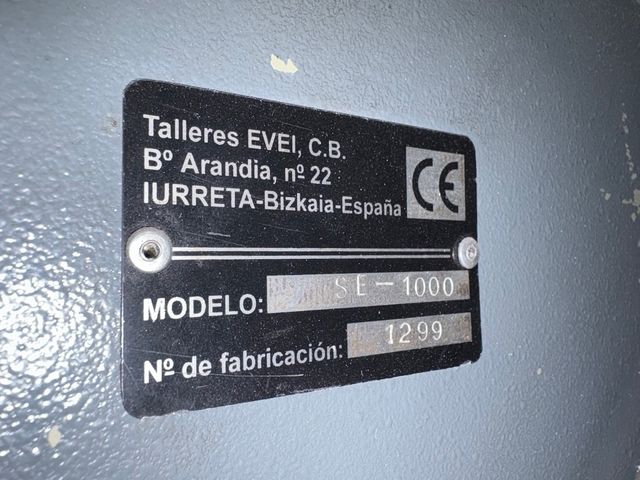 Talleres EVEI, C.B.
Bº Arandia, nº 22
IURRETA-Bizkaia-España
CE
MODELO: SE-1000
Nº de fabricación: 1299